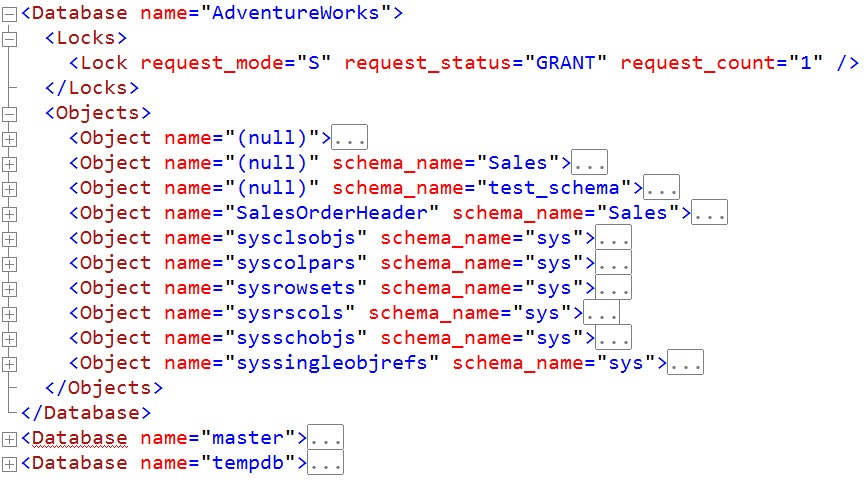 <Database name="AdventureWorks">
<Locks>
<Lock request_mode="S" request_status="GRANT" request_count="1" />
</Locks>
<Objects>
<Object name="(null)">...
<Object name="(null)" schema_name="Sales">...
<Object name="(null)" schema_name="test_schema">...
<Object name="SalesOrderHeader" schema_name="Sales">...
<Object name="sysclsobjs" schema_name="sys">...
<Object name="syscolpars" schema_name="sys">...
<Object name="sysrowsets" schema_name="sys">...
<Object name="sysrscols" schema_name="sys">...
<Object name="sysschobjs" schema_name="sys">...
<Object name="syssingleobjrefs" schema_name="sys">...
</Objects>
</Database>
<Database name="master">...
<Database name="tempdb">...